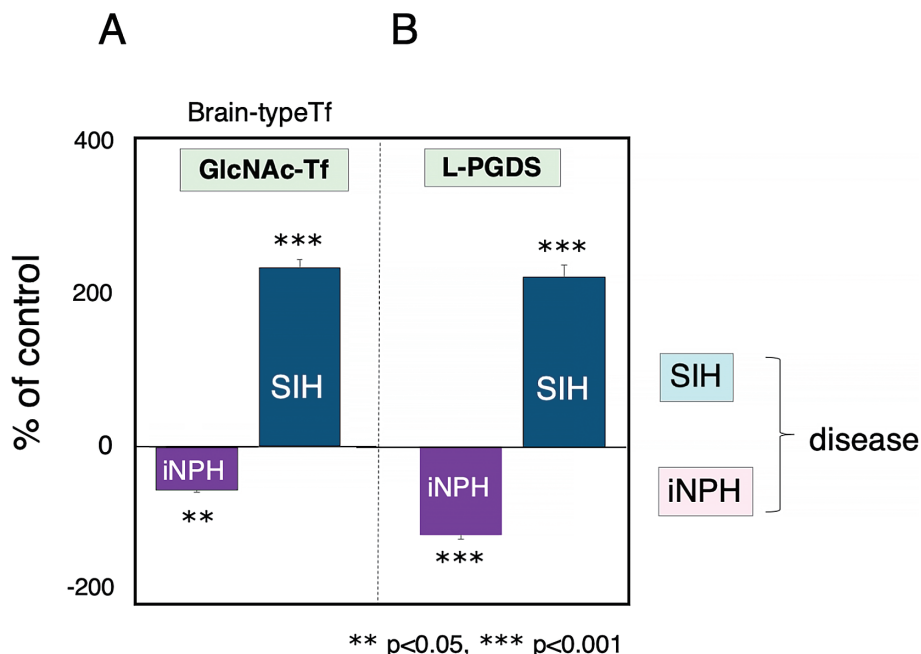 A B
Brain-typeTf
GlcNAc-Tf L-PGDS
400
200
0
-200
% of control
***
***
SIH
SIH
iNPH
iNPH
**
***
SIH
iNPH
disease
** p<0.05, *** p<0.001